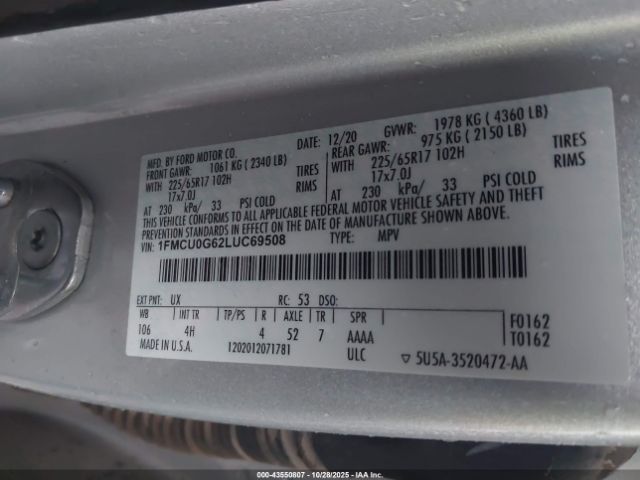 MFD. BY FORD MOTOR CO.
DATE: 12/20 GVWR: 1978 KG ( 4360 LB)
FRONT GAWR: 1061 KG ( 2340 LB) REAR GAWR: 975 KG ( 2150 LB)
WITH 225/65R17 102H TIRES WITH 225/65R17 102H TIRES
17x7.0J RIMS 17x7.0J RIMS
AT 230 kPa/ 33 PSI COLD AT 230 kPa/ 33 PSI COLD
THIS VEHICLE CONFORMS TO ALL APPLICABLE FEDERAL MOTOR VEHICLE SAFETY AND THEFT
PREVENTION STANDARDS IN EFFECT ON THE DATE OF MANUFACTURE SHOWN ABOVE.
VIN: 1FMCU0G62LUC69508 TYPE: MPV
EXT PNT: UX RC: 53 DSO:
WB INT TR TP/PS R AXLE TR SPR
106 4H 4 52 7 AAAA
F0162
T0162
MADE IN U.S.A. 1202012071781 ULC ▽ 5U5A-3520472-AA
000-43550807 - 10/28/2025 - IAA Inc.